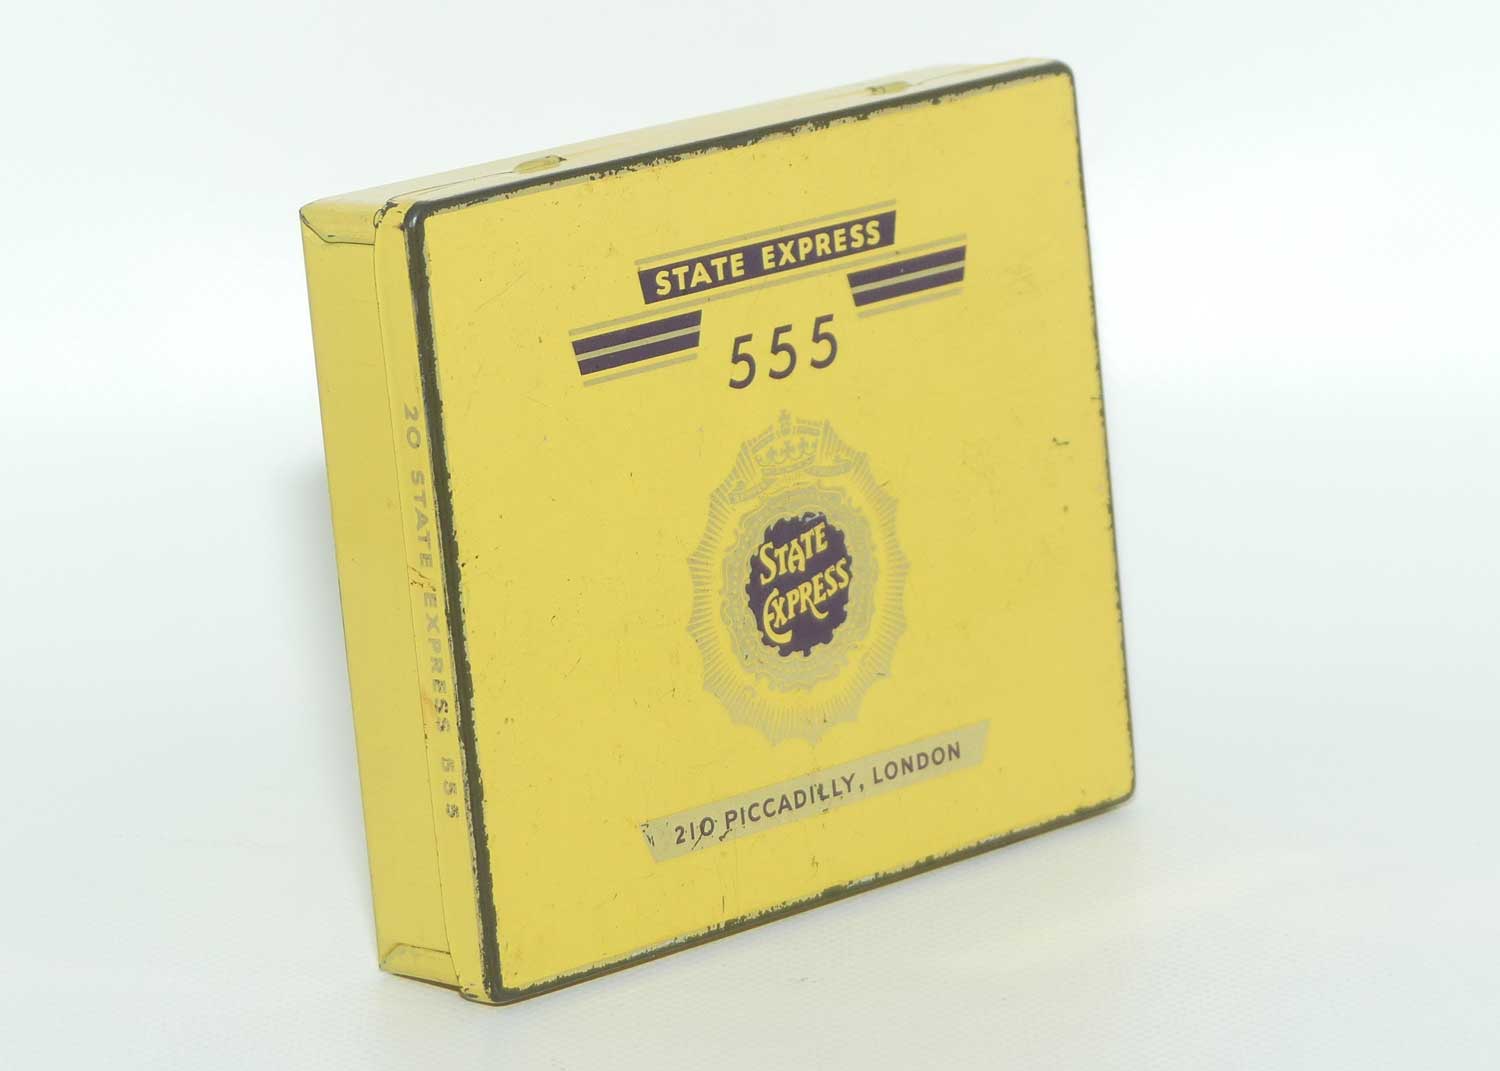 STATE EXPRESS
555
STATE
EXPRESS
210 PICCADILLY, LONDON
20 STATE EXPRESS 555